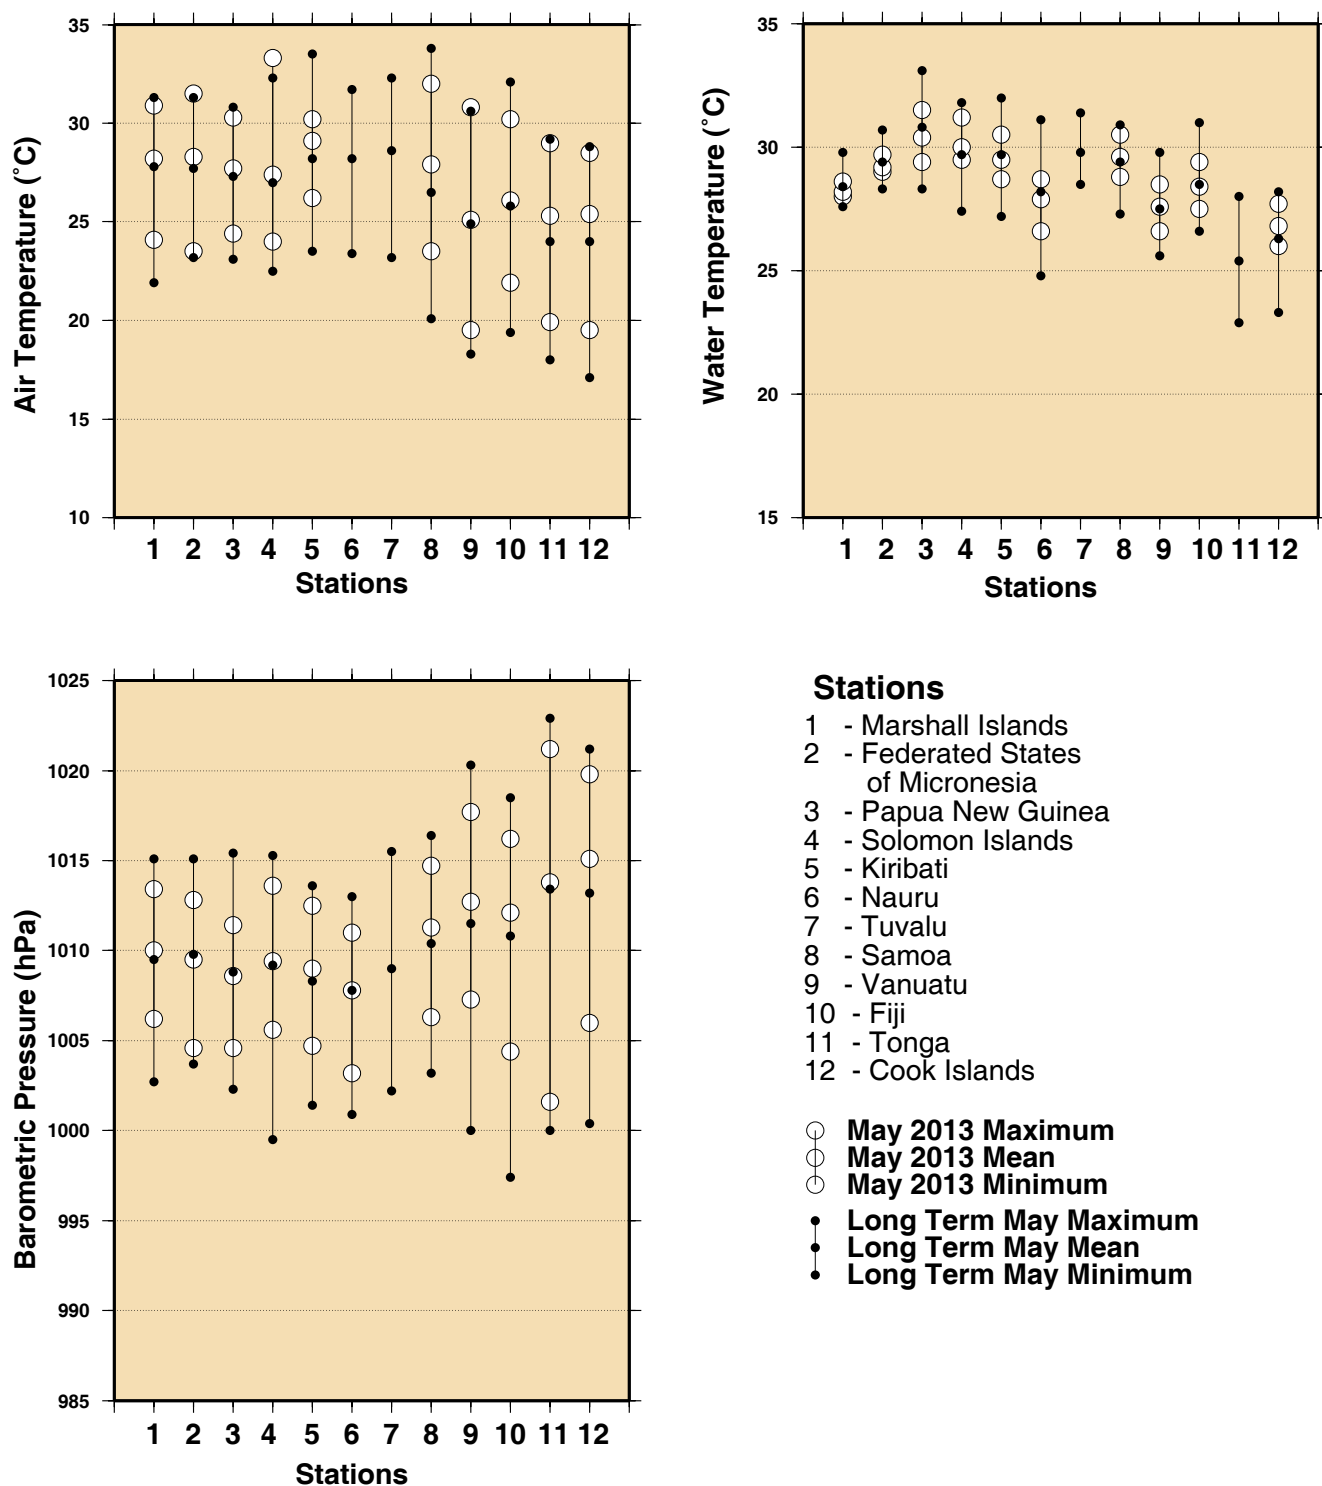 35
30
25
20
15
10
Air Temperature (˚C)
1 2 3 4 5 6 7 8 9 10 11 12
Stations
35
30
25
20
15
Water Temperature (˚C)
1 2 3 4 5 6 7 8 9 10 11 12
Stations
1025
1020
1015
1010
1005
1000
995
990
985
Barometric Pressure (hPa)
1 2 3 4 5 6 7 8 9 10 11 12
Stations
Stations
1 - Marshall Islands
2 - Federated States
of Micronesia
3 - Papua New Guinea
4 - Solomon Islands
5 - Kiribati
6 - Nauru
7 - Tuvalu
8 - Samoa
9 - Vanuatu
10 - Fiji
11 - Tonga
12 - Cook Islands
May 2013 Maximum
May 2013 Mean
May 2013 Minimum
Long Term May Maximum
Long Term May Mean
Long Term May Minimum